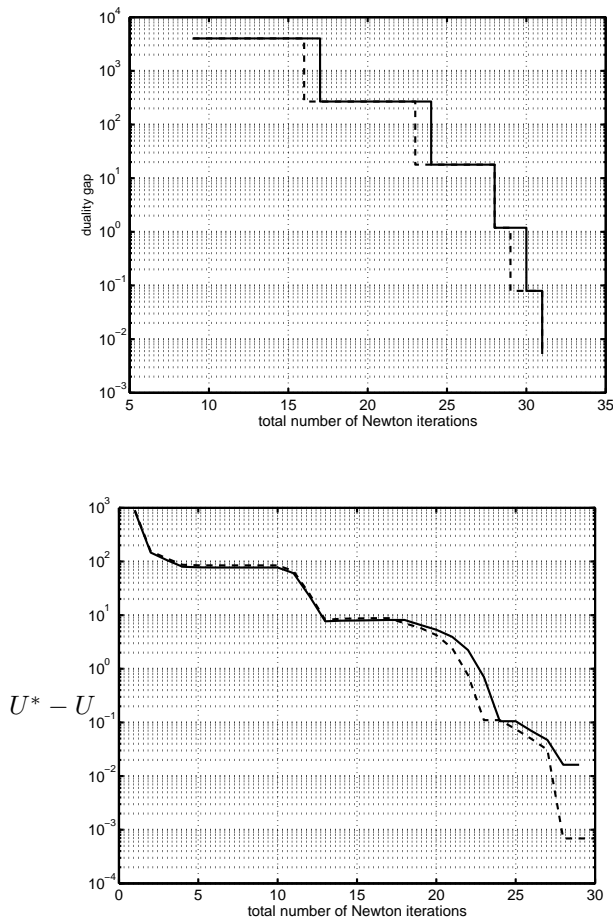 10^4
10^3
10^2
10^1
10^0
10^−1
10^−2
10^−3
duality gap
5 10 15 20 25 30 35
total number of Newton iterations
10^3
10^2
10^1
10^0
10^−1
10^−2
10^−3
10^−4
U* − U
0 5 10 15 20 25 30
total number of Newton iterations